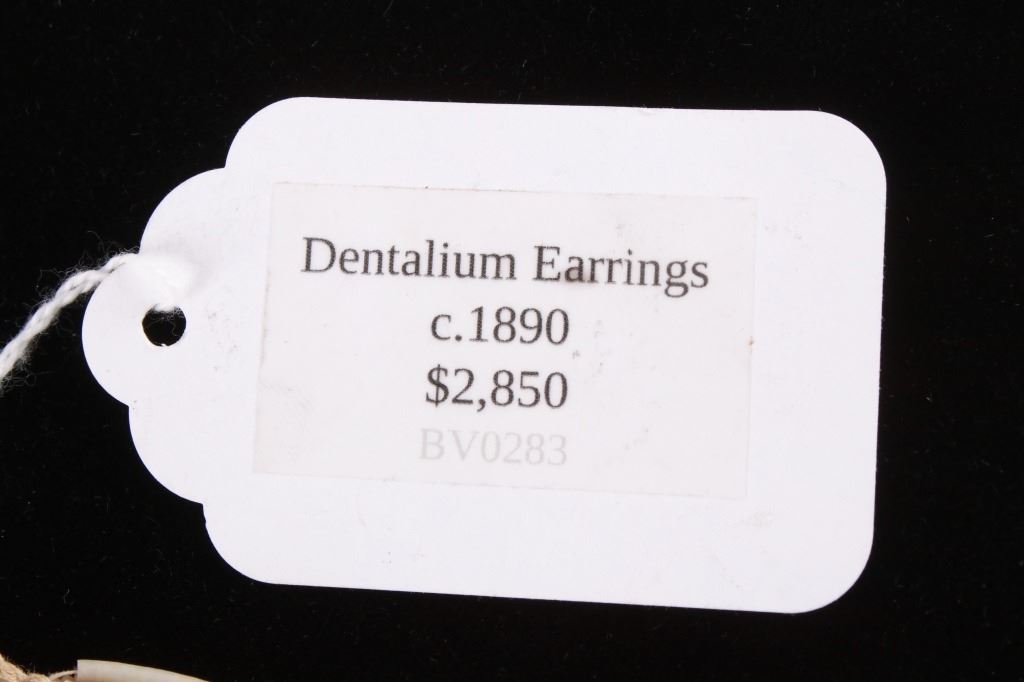 Dentalium Earrings
c.1890
$2,850
BV0283